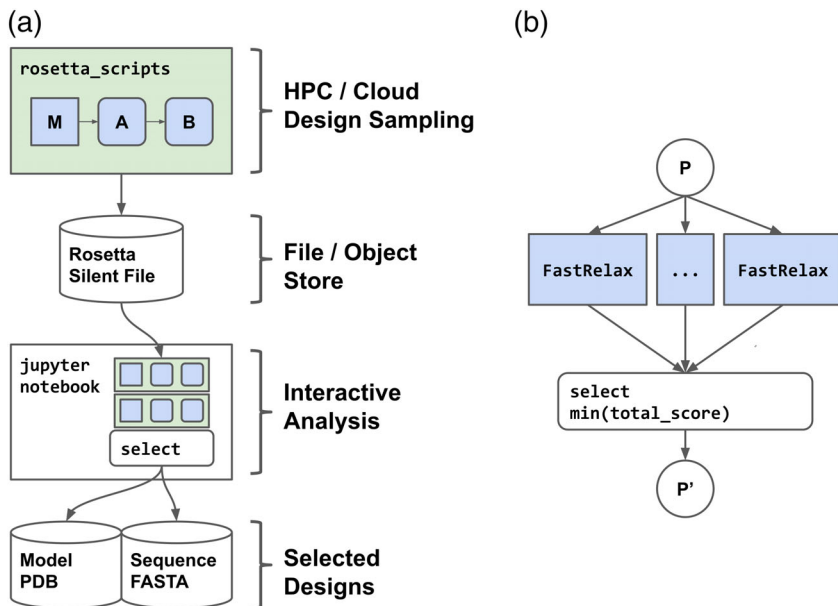 (a)
rosetta_scripts
M
A
B
HPC / Cloud
Design Sampling
Rosetta
Silent File
File / Object
Store
jupyter
notebook
select
Interactive
Analysis
Model
PDB
Sequence
FASTA
Selected
Designs
(b)
P
FastRelax
...
FastRelax
select
min(total_score)
P'